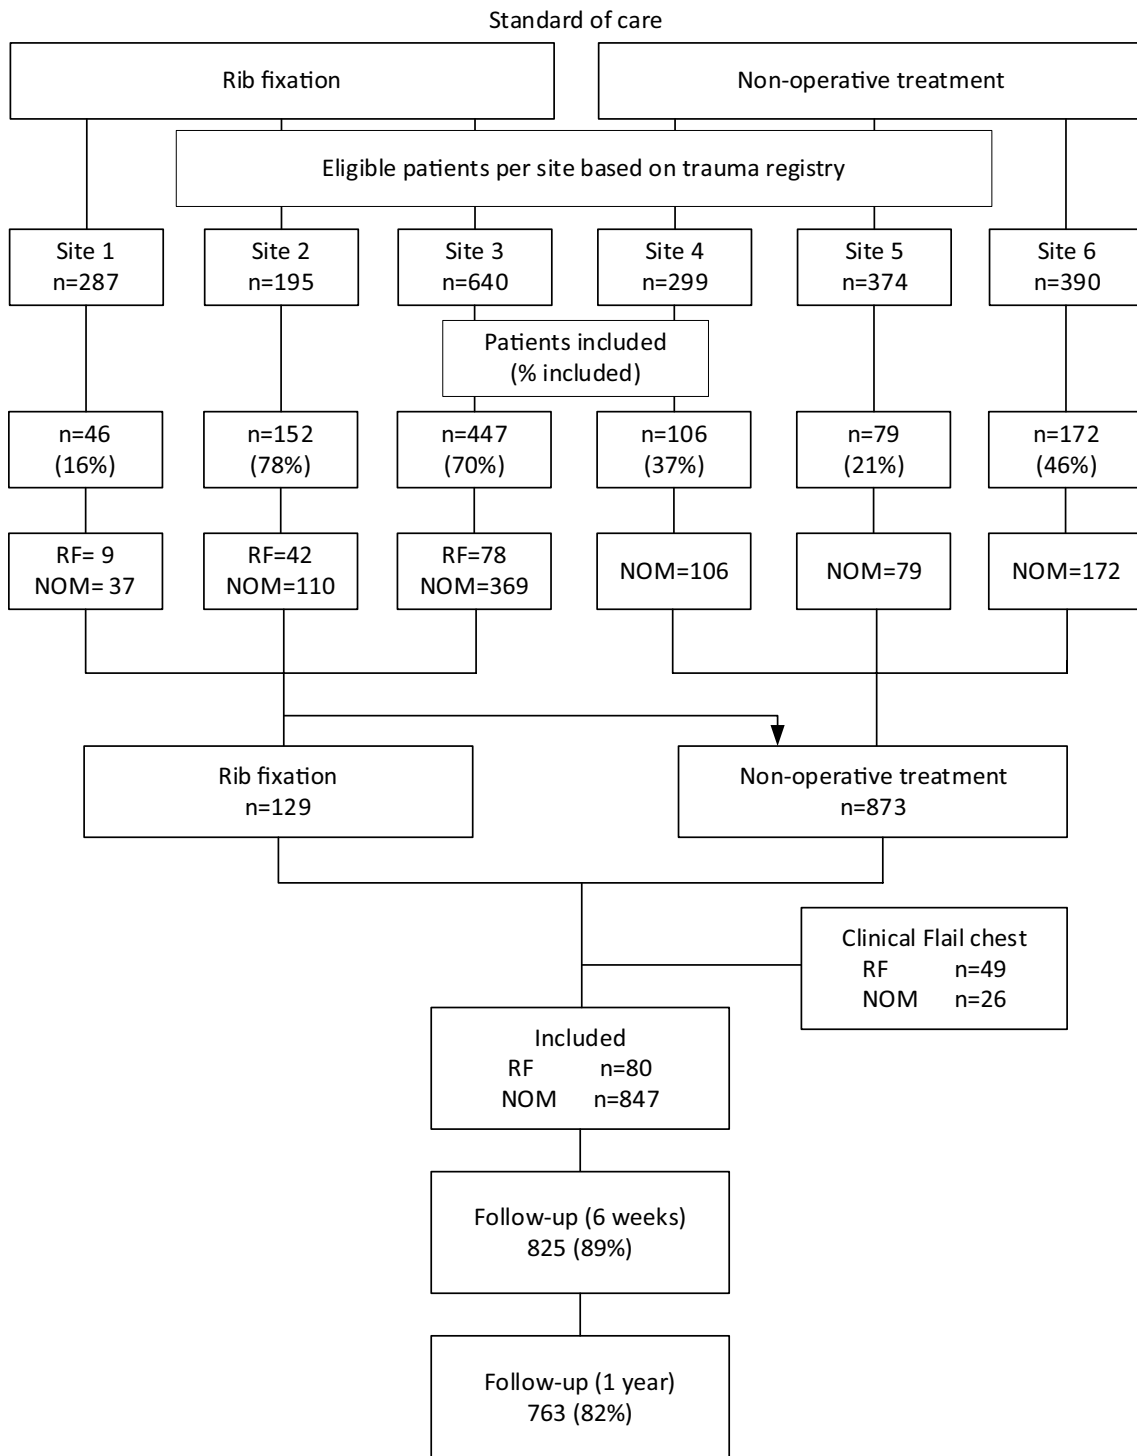 Standard of care
Rib fixation
Non-operative treatment
Eligible patients per site based on trauma registry
Site 1
n=287
Site 2
n=195
Site 3
n=640
Site 4
n=299
Site 5
n=374
Site 6
n=390
Patients included
(% included)
n=46
(16%)
n=152
(78%)
n=447
(70%)
n=106
(37%)
n=79
(21%)
n=172
(46%)
RF= 9
NOM= 37
RF=42
NOM=110
RF=78
NOM=369
NOM=106
NOM=79
NOM=172
Rib fixation
n=129
Non-operative treatment
n=873
Clinical Flail chest
RF n=49
NOM n=26
Included
RF n=80
NOM n=847
Follow-up (6 weeks)
825 (89%)
Follow-up (1 year)
763 (82%)